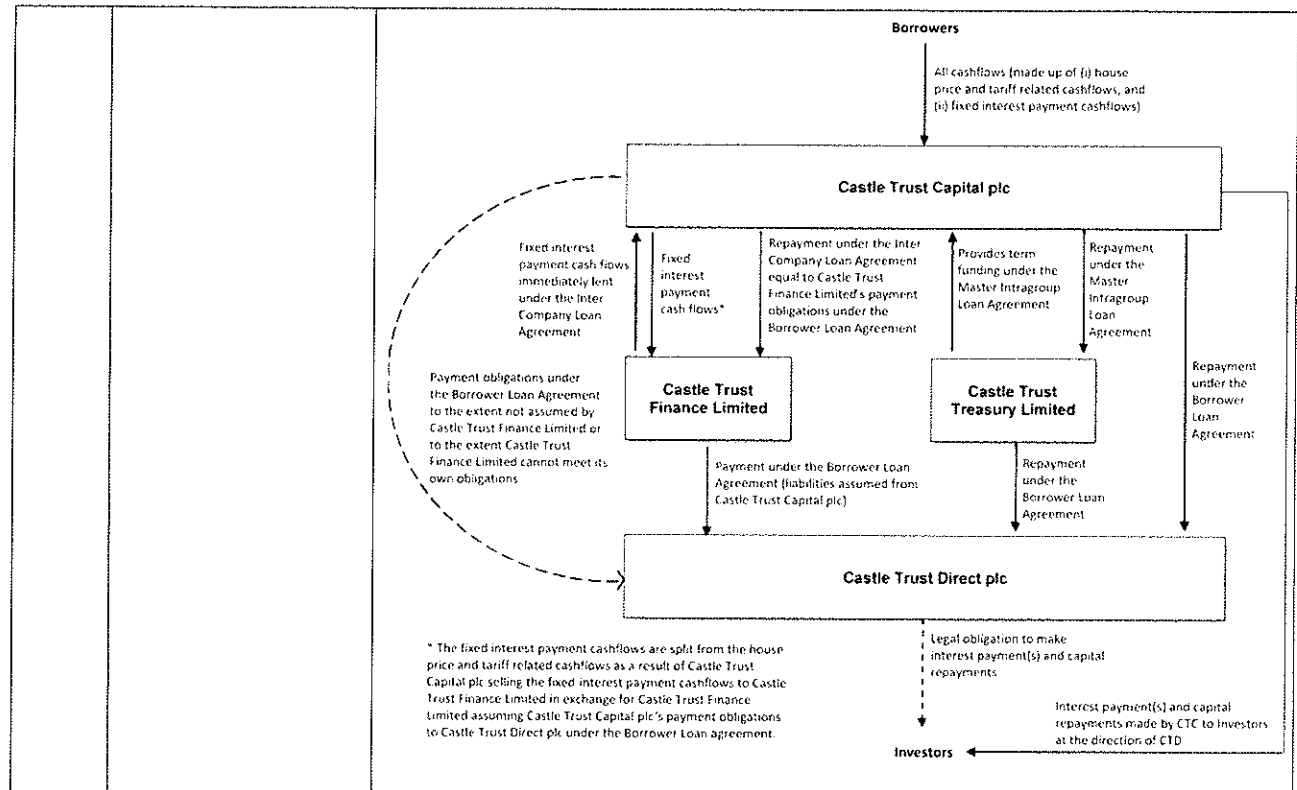 Borrowers
All cashflows (made up of (i) house
price and tariff related cashflows, and
(ii) fixed interest payment cashflows)
Castle Trust Capital plc
Fixed interest
payment cash flows
immediately lent
under the Inter
Company Loan
Agreement
Fixed
interest
payment
cash flows*
Repayment under the Inter
Company Loan Agreement
equal to Castle Trust
Finance Limited's payment
obligations under the
Borrower Loan Agreement
Provides term
funding under the
Master Intragroup
Loan Agreement
Repayment
under the
Master
Intragroup
Loan
Agreement
Repayment
under the
Borrower
Loan
Agreement
Castle Trust
Finance Limited
Castle Trust
Treasury Limited
Payment obligations under
the Borrower Loan Agreement
to the extent not assumed by
Castle Trust Finance Limited or
to the extent Castle Trust
Finance Limited cannot meet its
own obligations
Payment under the Borrower Loan
Agreement (liabilities assumed from
Castle Trust Capital plc)
Repayment
under the
Borrower Loan
Agreement
Castle Trust Direct plc
* The fixed interest payment cashflows are split from the house
price and tariff related cashflows as a result of Castle Trust
Capital plc selling the fixed interest payment cashflows to Castle
Trust Finance Limited in exchange for Castle Trust Finance
Limited assuming Castle Trust Capital plc's payment obligations
to Castle Trust Direct plc under the Borrower Loan agreement.
Legal obligation to make
interest payment(s) and capital
repayments
Interest payment(s) and capital
repayments made by CTC to Investors
at the direction of CTD
Investors